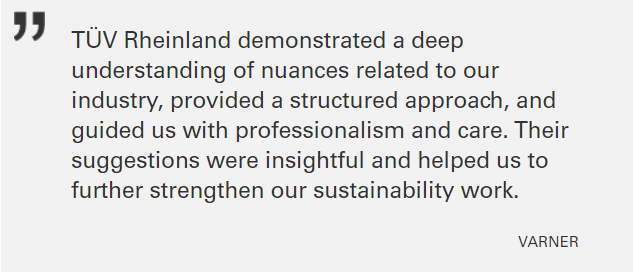 ”
TÜV Rheinland demonstrated a deep
understanding of nuances related to our
industry, provided a structured approach, and
guided us with professionalism and care. Their
suggestions were insightful and helped us to
further strengthen our sustainability work.
VARNER